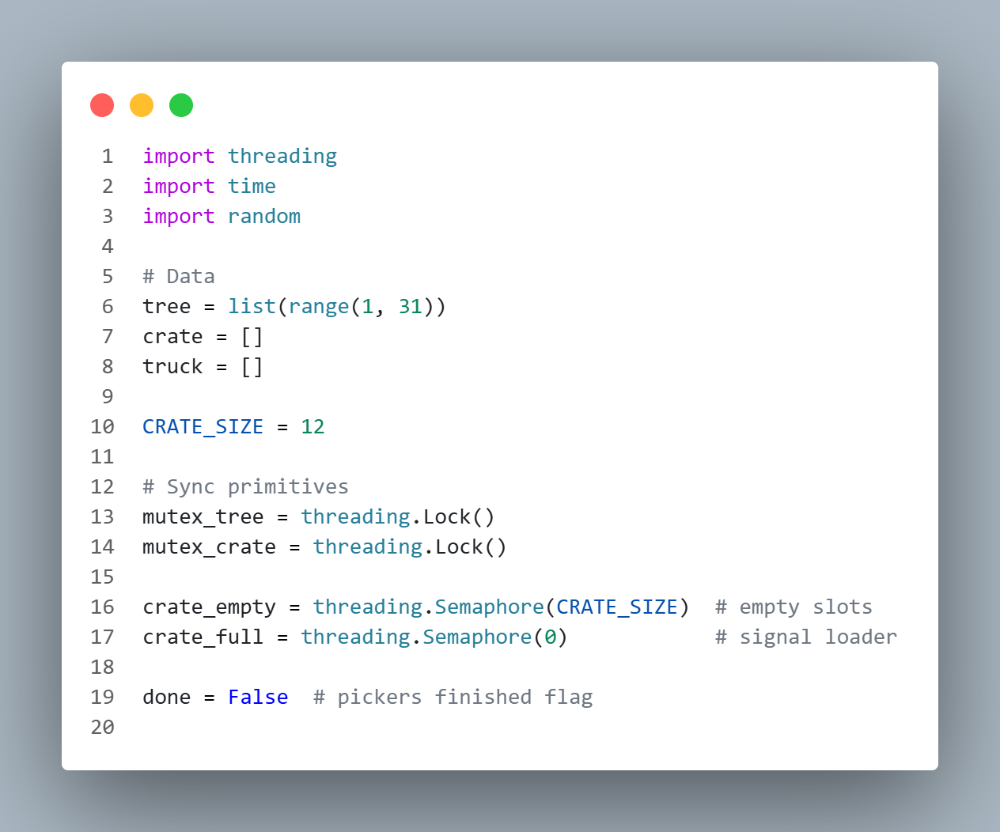 1 import threading
2 import time
3 import random
4
5 # Data
6 tree = list(range(1, 31))
7 crate = []
8 truck = []
9
10 CRATE_SIZE = 12
11
12 # Sync primitives
13 mutex_tree = threading.Lock()
14 mutex_crate = threading.Lock()
15
16 crate_empty = threading.Semaphore(CRATE_SIZE)  # empty slots
17 crate_full = threading.Semaphore(0)            # signal loader
18
19 done = False  # pickers finished flag
20